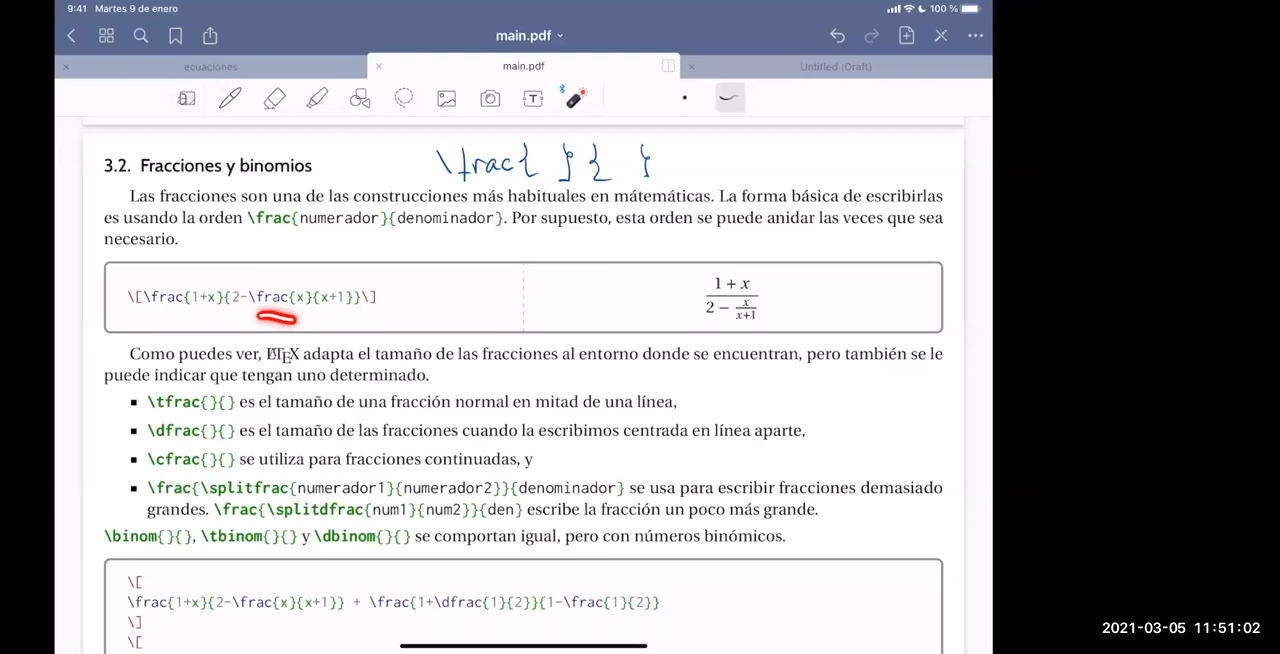 9:41 Martes 9 de enero
100 %
main.pdf
ecuaciones
main.pdf
Untitled (Draft)
T
3.2. Fracciones y binomios
\frac{ }{ }
Las fracciones son una de las construcciones más habituales en mátemáticas. La forma básica de escribirlas
es usando la orden \frac{numerador}{denominador}. Por supuesto, esta orden se puede anidar las veces que sea
necesario.
\[\frac{1+x}{2-\frac{x}{x+1}}\]
1 + x
2 − x
x+1
Como puedes ver, LATEX adapta el tamaño de las fracciones al entorno donde se encuentran, pero también se le
puede indicar que tengan uno determinado.
▪ \tfrac{}{} es el tamaño de una fracción normal en mitad de una línea,
▪ \dfrac{}{} es el tamaño de las fracciones cuando la escribimos centrada en línea aparte,
▪ \cfrac{}{} se utiliza para fracciones continuadas, y
▪ \frac{\splitfrac{numerador1}{numerador2}}{denominador} se usa para escribir fracciones demasiado
grandes. \frac{\splitdfrac{num1}{num2}}{den} escribe la fracción un poco más grande.
\binom{}{}, \tbinom{}{} y \dbinom{}{} se comportan igual, pero con números binómicos.
\[
\frac{1+x}{2-\frac{x}{x+1}} + \frac{1+\dfrac{1}{2}}{1-\frac{1}{2}}
\]
\[
2021-03-05 11:51:02